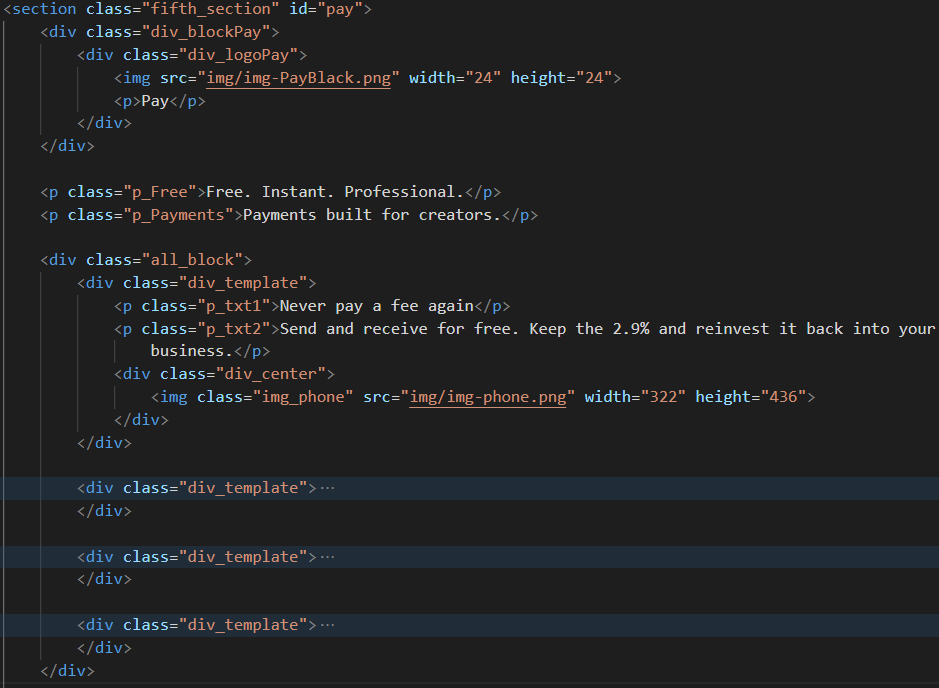 <section class="fifth_section" id="pay">
<div class="div_blockPay">
<div class="div_logoPay">
<img src="img/img-PayBlack.png" width="24" height="24">
<p>Pay</p>
</div>
</div>
<p class="p_Free">Free. Instant. Professional.</p>
<p class="p_Payments">Payments built for creators.</p>
<div class="all_block">
<div class="div_template">
<p class="p_txt1">Never pay a fee again</p>
<p class="p_txt2">Send and receive for free. Keep the 2.9% and reinvest it back into your
business.</p>
<div class="div_center">
<img class="img_phone" src="img/img-phone.png" width="322" height="436">
</div>
</div>
<div class="div_template">···
</div>
<div class="div_template">···
</div>
<div class="div_template">···
</div>
</div>